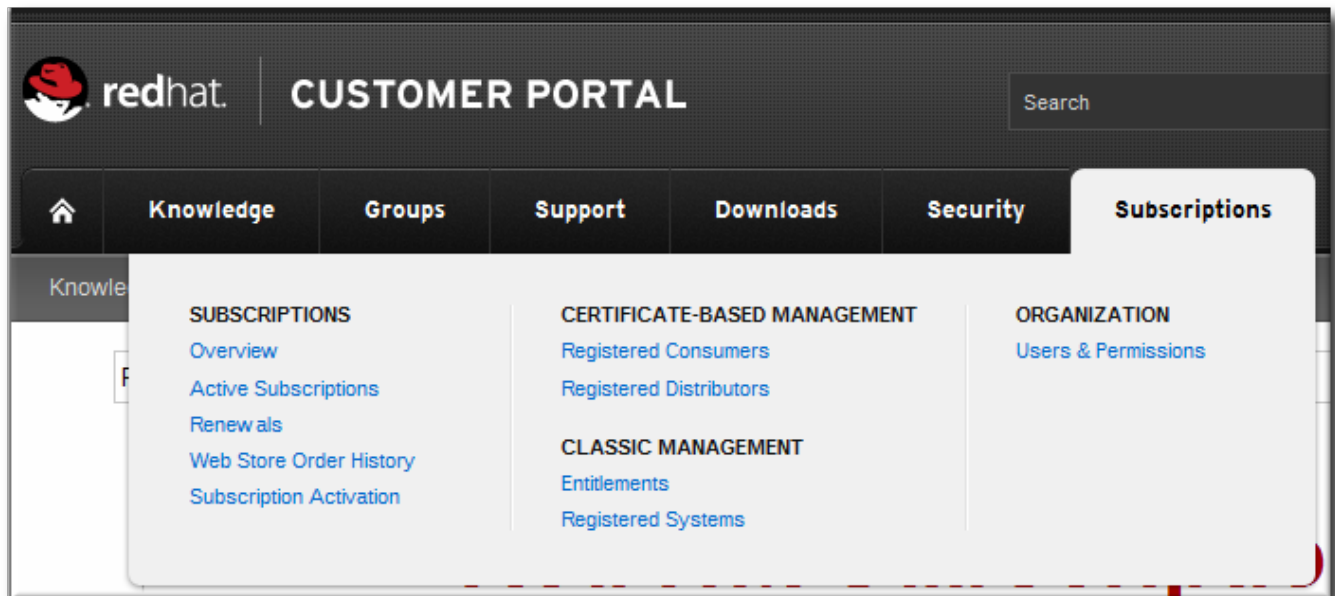 redhat. CUSTOMER PORTAL
Search
Knowledge Groups Support Downloads Security Subscriptions
SUBSCRIPTIONS
Overview
Active Subscriptions
Renewals
Web Store Order History
Subscription Activation
CERTIFICATE-BASED MANAGEMENT
Registered Consumers
Registered Distributors
CLASSIC MANAGEMENT
Entitlements
Registered Systems
ORGANIZATION
Users & Permissions